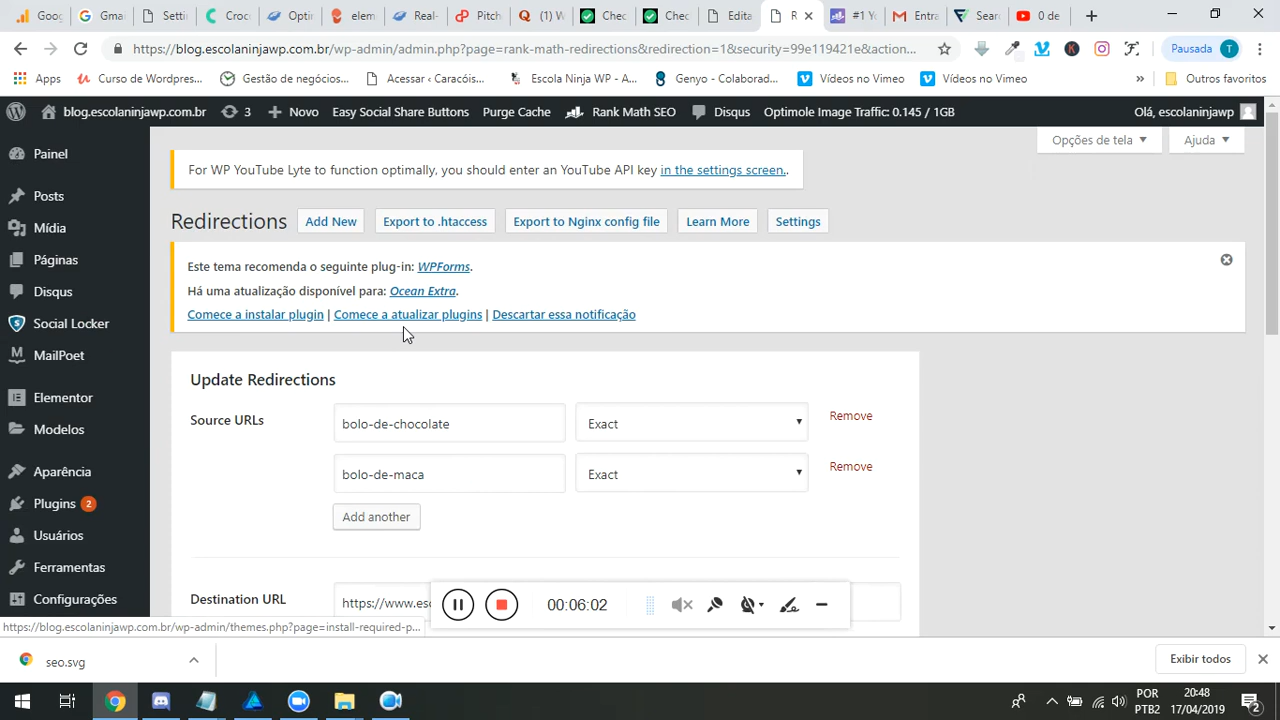 Goog
Gma
Setti
Croc
Optir
elem
Real-
Pitch
(1) W
Chec
Chec
Edita
R
#1 Y
Entra
Searc
0 de
https://blog.escolaninjawp.com.br/wp-admin/admin.php?page=rank-math-redirections&redirection=1&security=99e119421e&action...
Pausada
T
Apps
Curso de Wordpres...
Gestão de negócios...
Acessar ‹ Caracóis...
Escola Ninja WP - A...
Genyo - Colaborad...
Vídeos no Vimeo
Vídeos no Vimeo
»
Outros favoritos
blog.escolaninjawp.com.br
3
Novo
Easy Social Share Buttons
Purge Cache
Rank Math SEO
Disqus
Optimole Image Traffic: 0.145 / 1GB
Olá, escolaninjawp
Opções de tela
Ajuda
Painel
Posts
Mídia
Páginas
Disqus
Social Locker
MailPoet
Elementor
Modelos
Aparência
Plugins 2
Usuários
Ferramentas
Configurações
For WP YouTube Lyte to function optimally, you should enter an YouTube API key in the settings screen..
Redirections
Add New
Export to .htaccess
Export to Nginx config file
Learn More
Settings
Este tema recomenda o seguinte plug-in: WPForms.
Há uma atualização disponível para: Ocean Extra.
Comece a instalar plugin | Comece a atualizar plugins | Descartar essa notificação
Update Redirections
Source URLs
bolo-de-chocolate
Exact
Remove
bolo-de-maca
Exact
Remove
Add another
Destination URL
https://www.esc
00:06:02
https://blog.escolaninjawp.com.br/wp-admin/themes.php?page=install-required-p...
seo.svg
Exibir todos
POR
PTB2
20:48
17/04/2019
2